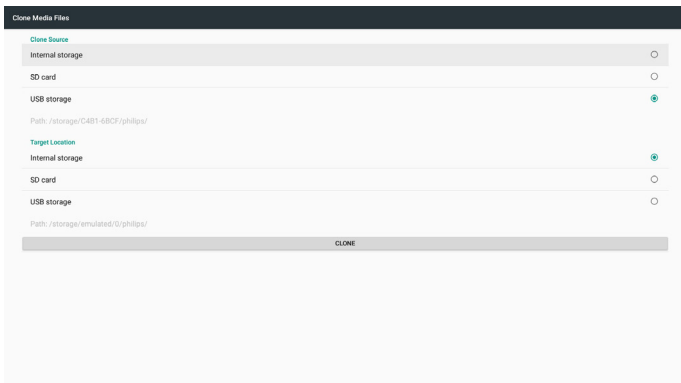 Clone Media Files
Clone Source
Internal storage
SD card
USB storage
Path: /storage/C4B1-6BCF/philips/
Target Location
Internal storage
SD card
USB storage
Path: /storage/emulated/0/philips/
CLONE